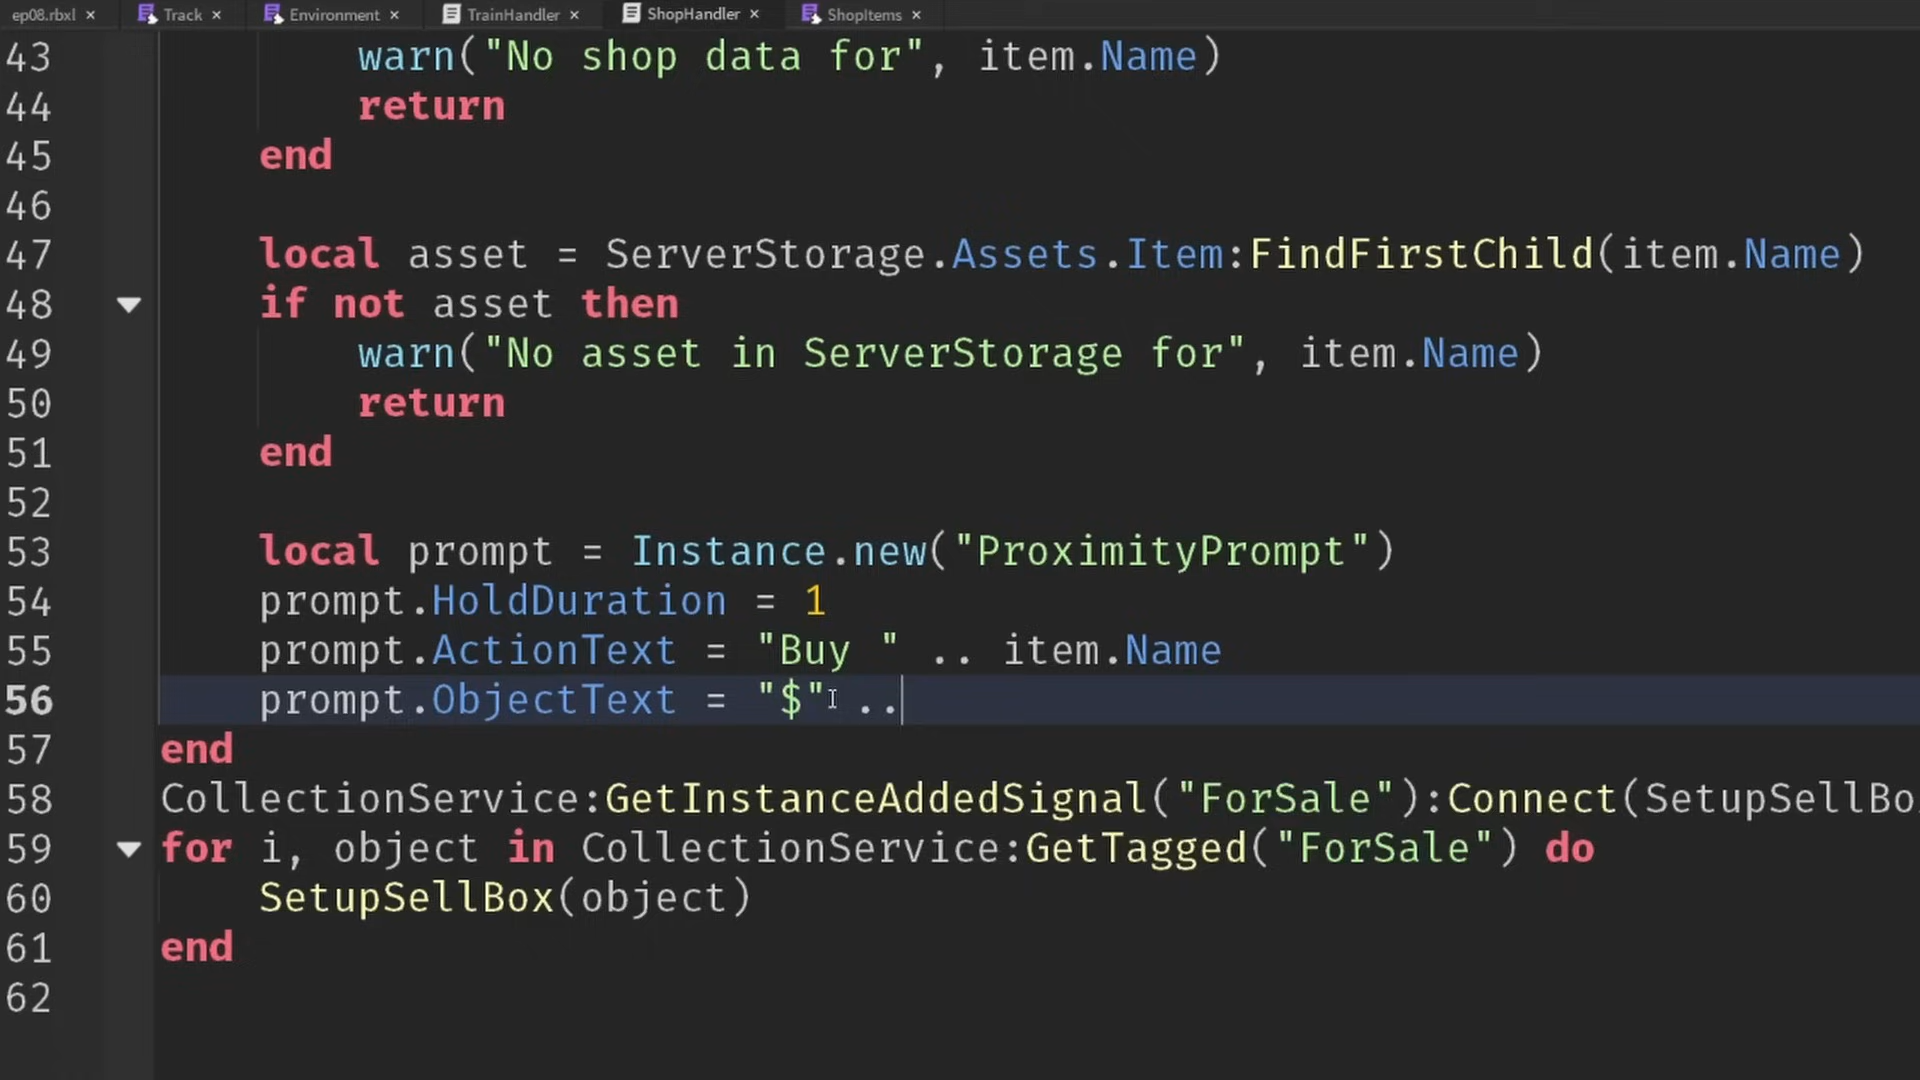 ep08.rbxl × Track × Environment × TrainHandler × ShopHandler × ShopItems ×
43 warn("No shop data for", item.Name)
44 return
45 end
46
47 local asset = ServerStorage.Assets.Item:FindFirstChild(item.Name)
48 if not asset then
49 warn("No asset in ServerStorage for", item.Name)
50 return
51 end
52
53 local prompt = Instance.new("ProximityPrompt")
54 prompt.HoldDuration = 1
55 prompt.ActionText = "Buy " .. item.Name
56 prompt.ObjectText = "$" ..
57 end
58 CollectionService:GetInstanceAddedSignal("ForSale"):Connect(SetupSellBo
59 for i, object in CollectionService:GetTagged("ForSale") do
60 SetupSellBox(object)
61 end
62